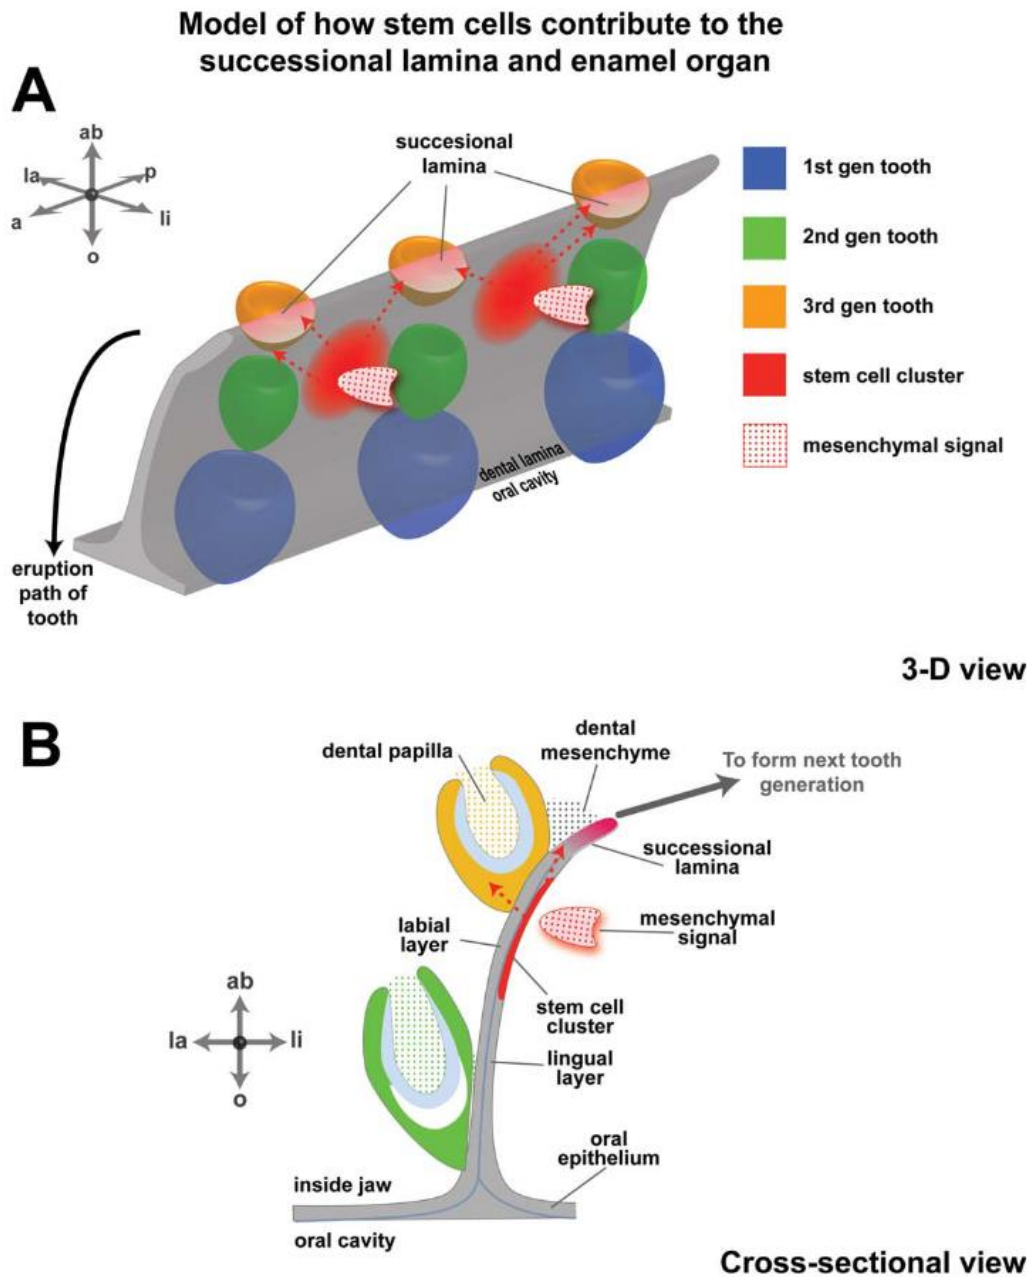 Model of how stem cells contribute to the
successional lamina and enamel organ
A
ab
la
p
a
li
o
succesional
lamina
1st gen tooth
2nd gen tooth
3rd gen tooth
stem cell cluster
mesenchymal signal
dental lamina
oral cavity
eruption
path of
tooth
3-D view
B
dental papilla
dental
mesenchyme
To form next tooth
generation
successional
lamina
mesenchymal
signal
labial
layer
stem cell
cluster
lingual
layer
ab
la
li
o
oral
epithelium
inside jaw
oral cavity
Cross-sectional view